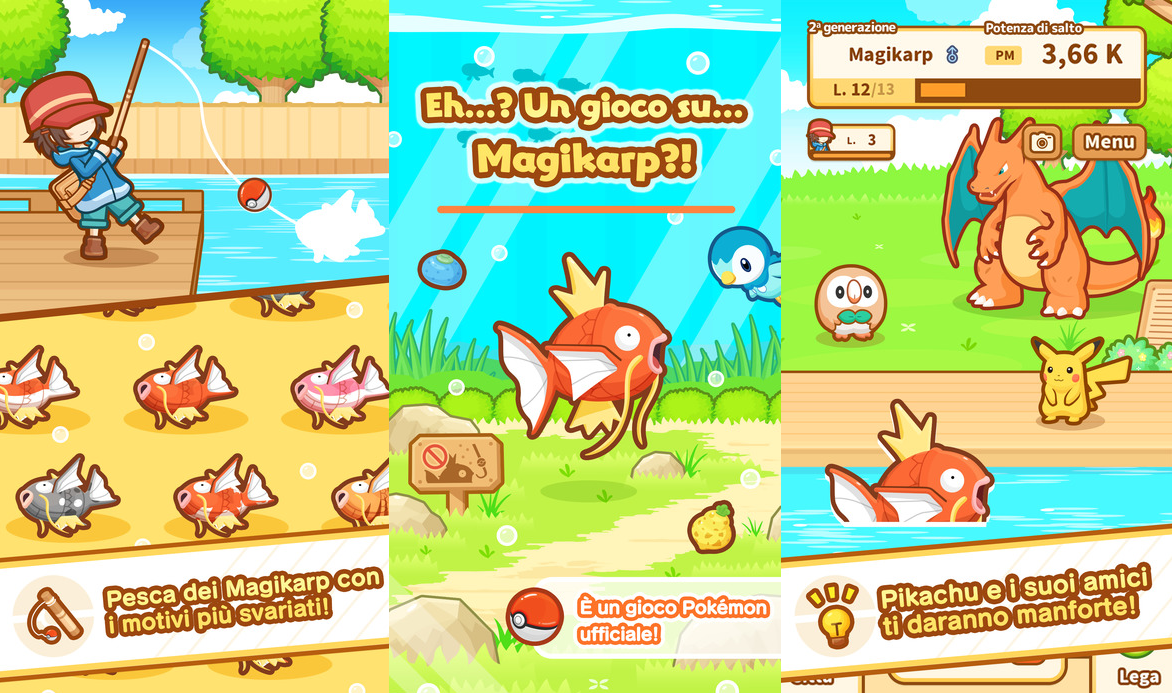 Pesca dei Magikarp con
i motivi più svariati!
Eh...? Un gioco su...
Magikarp?!
È un gioco Pokémon
ufficiale!
2ª generazione
Potenza di salto
Magikarp
PM
3,66 K
L. 12/13
L. 3
Menu
Pikachu e i suoi amici
ti daranno manforte!
Lega